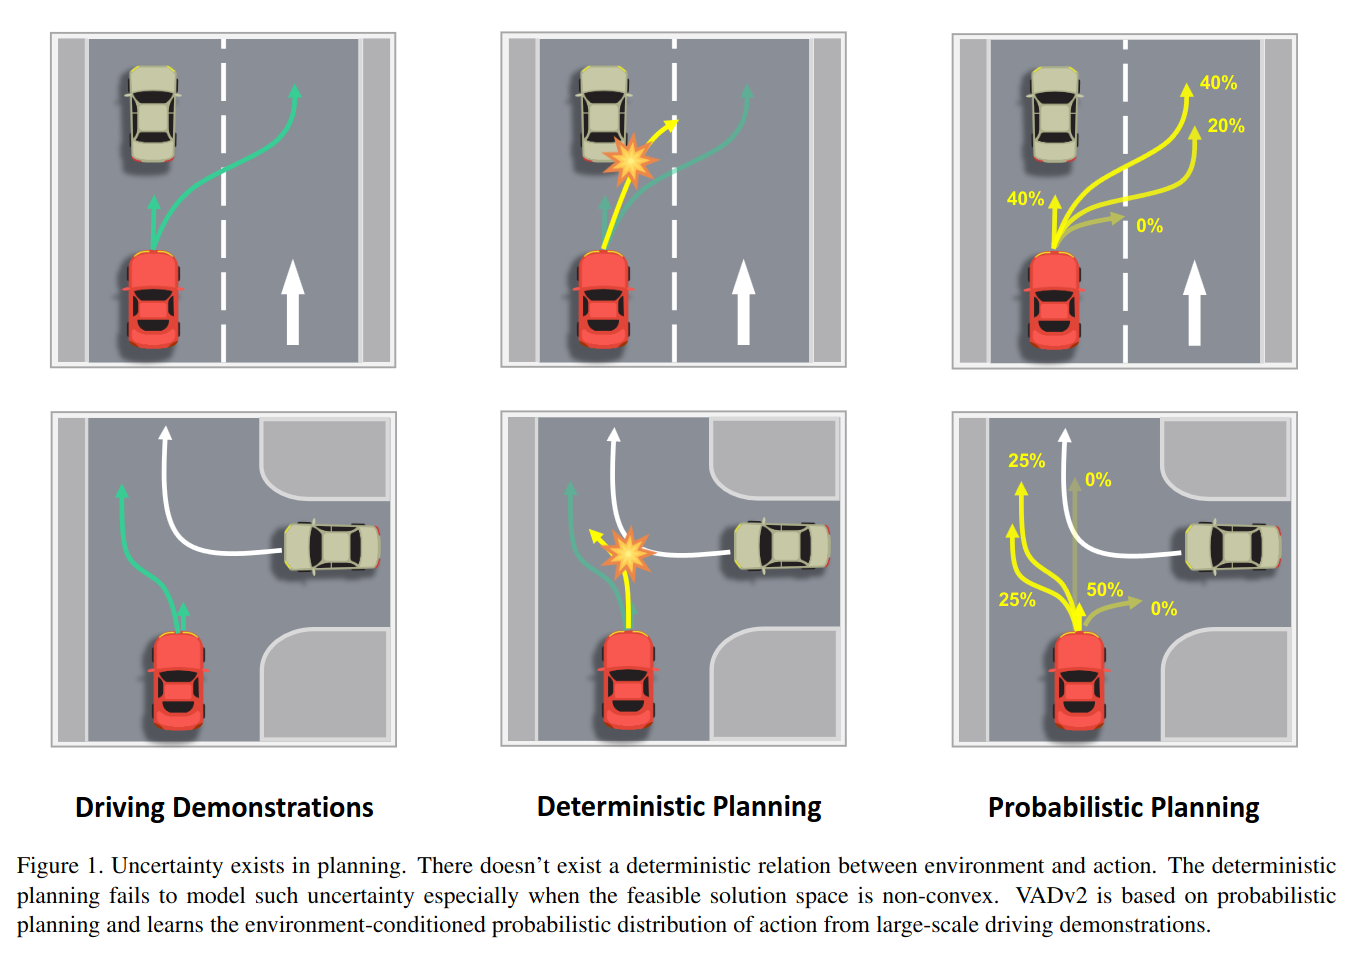 40%
20%
40%
0%
25%
0%
50%
25%
0%
Driving Demonstrations
Deterministic Planning
Probabilistic Planning
Figure 1. Uncertainty exists in planning. There doesn't exist a deterministic relation between environment and action. The deterministic
planning fails to model such uncertainty especially when the feasible solution space is non-convex. VADv2 is based on probabilistic
planning and learns the environment-conditioned probabilistic distribution of action from large-scale driving demonstrations.